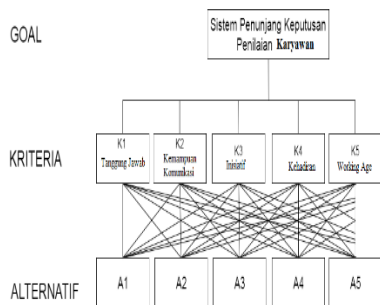 GOAL
Sistem Penunjang Keputusan
Penilaian Karyawan
KRITERIA
K1
Tanggung Jawab
K2
Kemampuan
Komunikasi
K3
Inisiatif
K4
Kehadiran
K5
Working Age
ALTERNATIF
A1
A2
A3
A4
A5